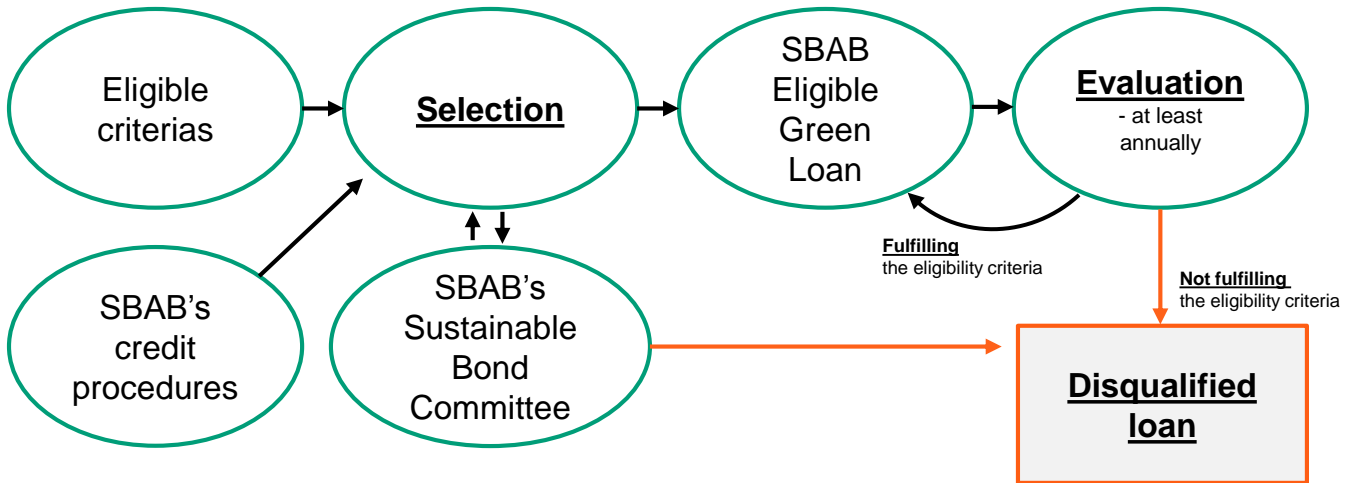 Eligible
criterias
Selection
SBAB
Eligible
Green
Loan
Evaluation
- at least
annually
Fulfilling
the eligibility criteria
Not fulfilling
the eligibility criteria
SBAB's
credit
procedures
SBAB's
Sustainable
Bond
Committee
Disqualified
loan